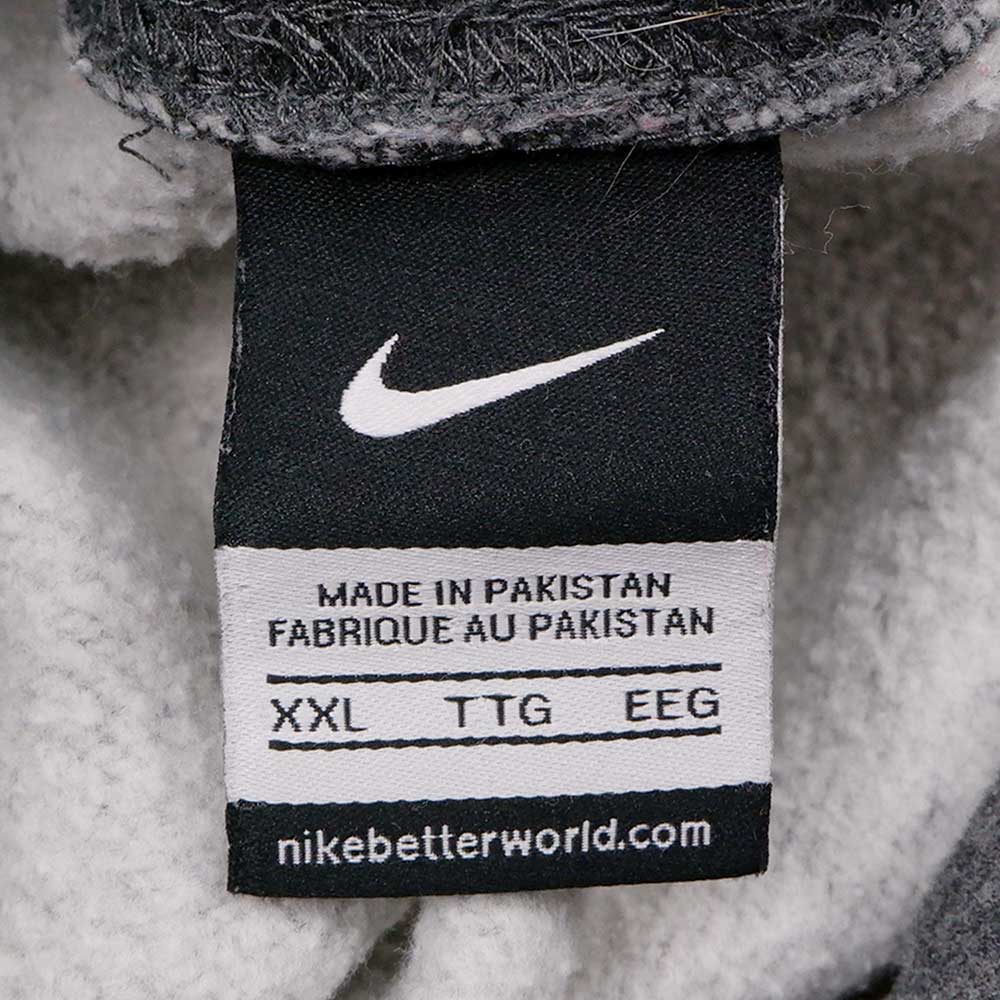 MADE IN PAKISTAN
FABRIQUE AU PAKISTAN
XXL TTG EEG
nikebetterworld.com